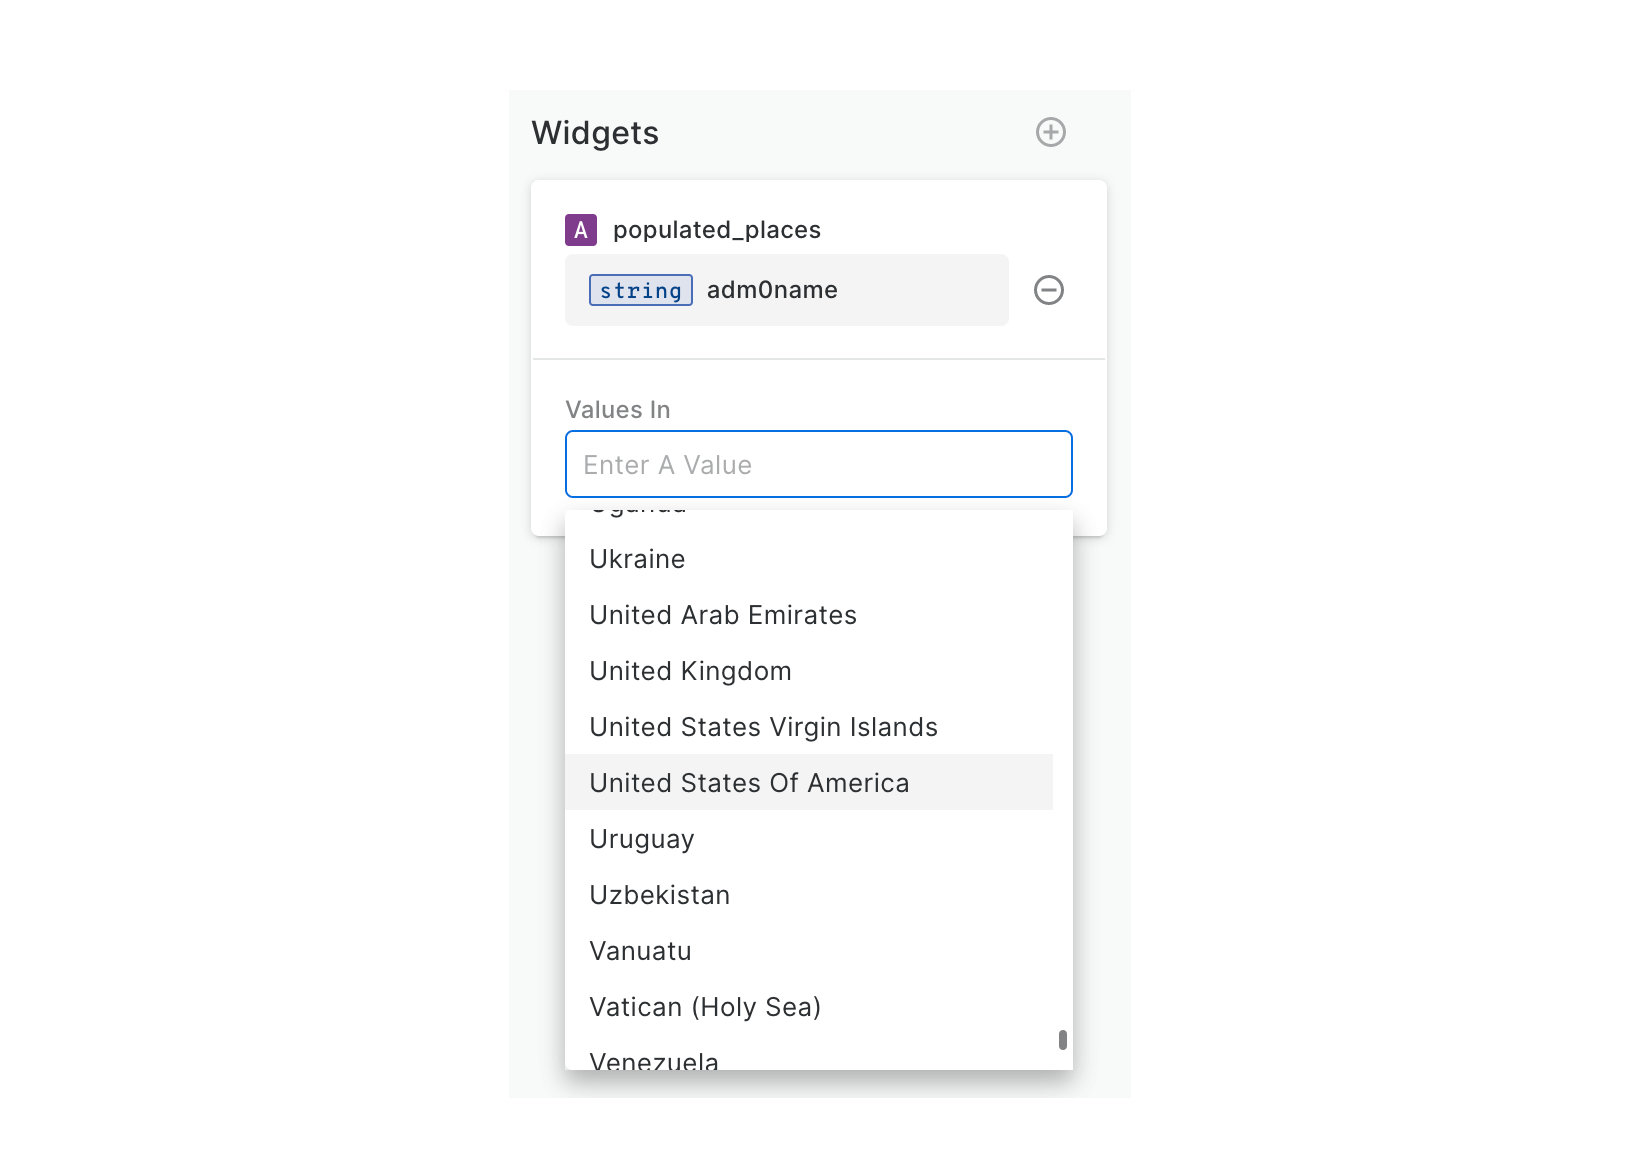 Widgets
A populated_places
string adm0name
Values In
Enter A Value
Uganda
Ukraine
United Arab Emirates
United Kingdom
United States Virgin Islands
United States Of America
Uruguay
Uzbekistan
Vanuatu
Vatican (Holy Sea)
Venezuela